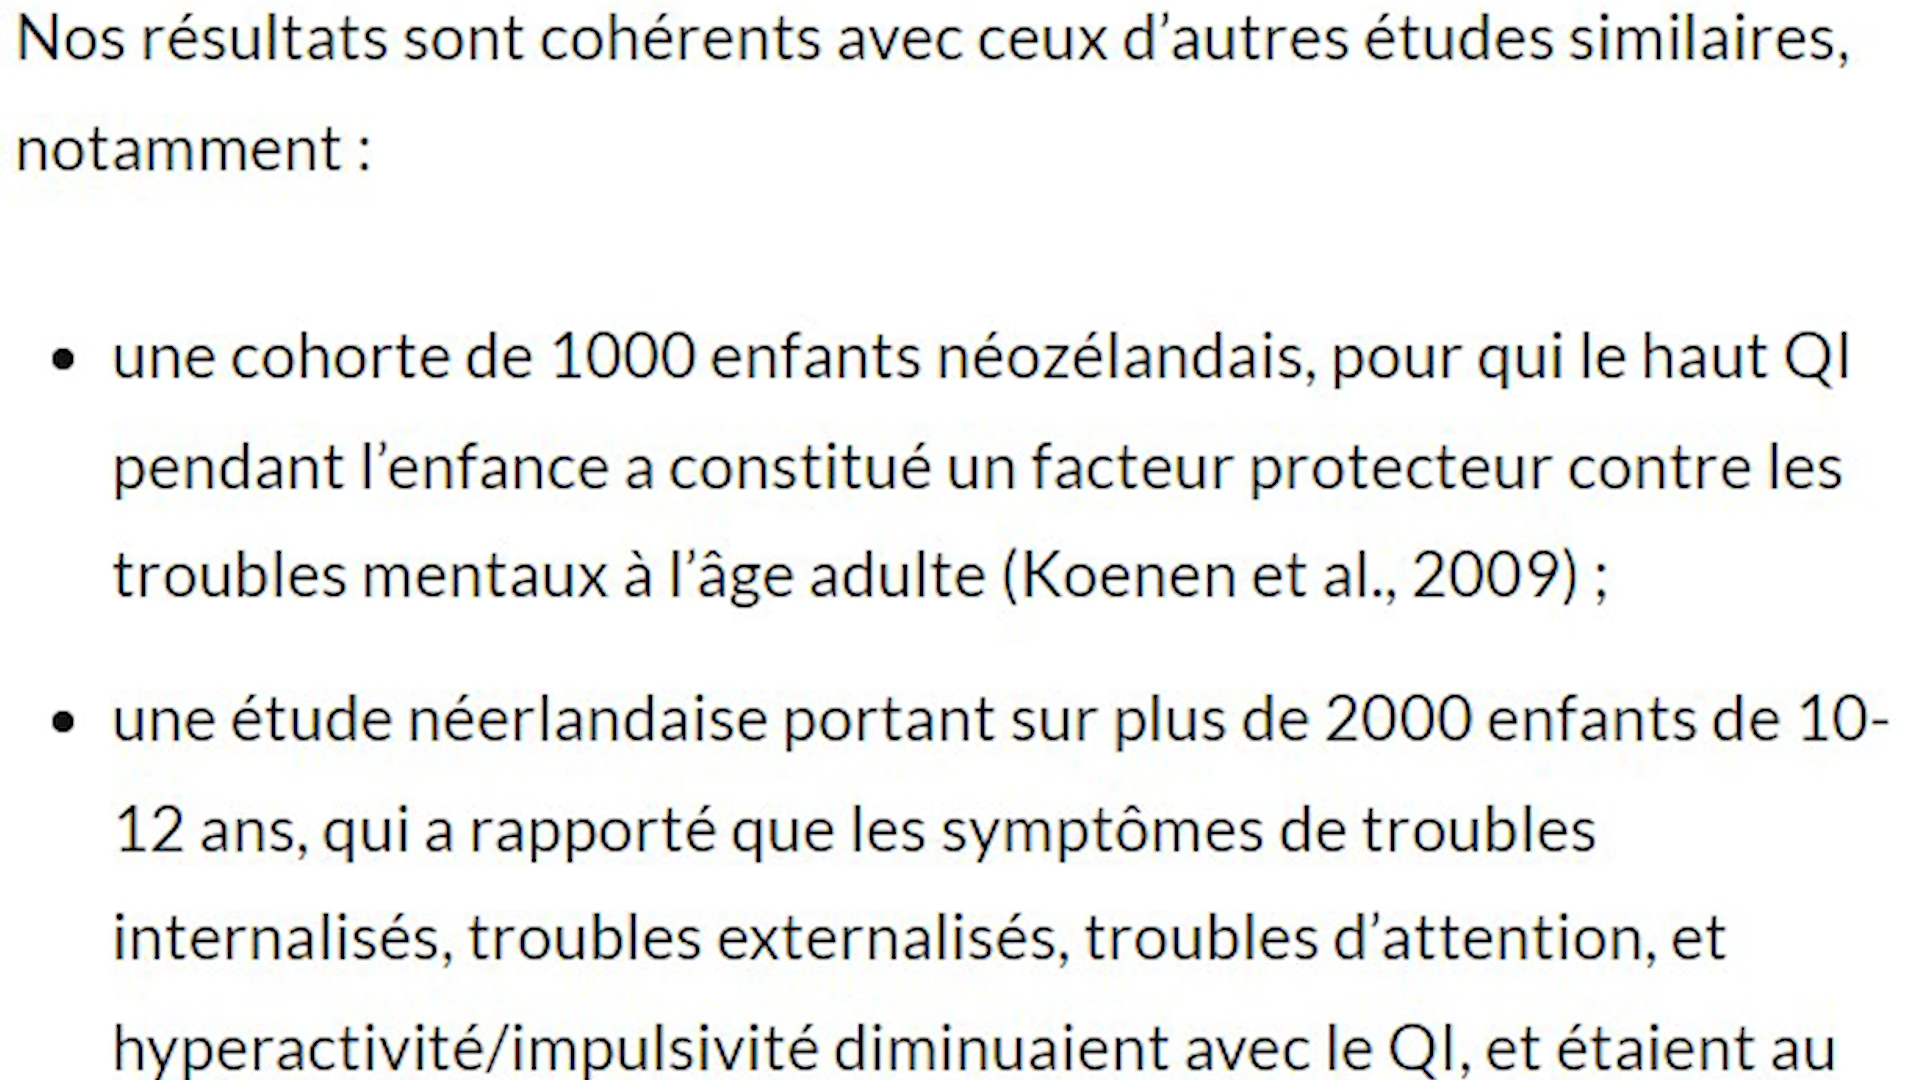 Nos résultats sont cohérents avec ceux d’autres études similaires,
notamment :
• une cohorte de 1000 enfants néozélandais, pour qui le haut QI
pendant l’enfance a constitué un facteur protecteur contre les
troubles mentaux à l’âge adulte (Koenen et al., 2009) ;
• une étude néerlandaise portant sur plus de 2000 enfants de 10-
12 ans, qui a rapporté que les symptômes de troubles
internalisés, troubles externalisés, troubles d’attention, et
hyperactivité/impulsivité diminuaient avec le QI, et étaient au